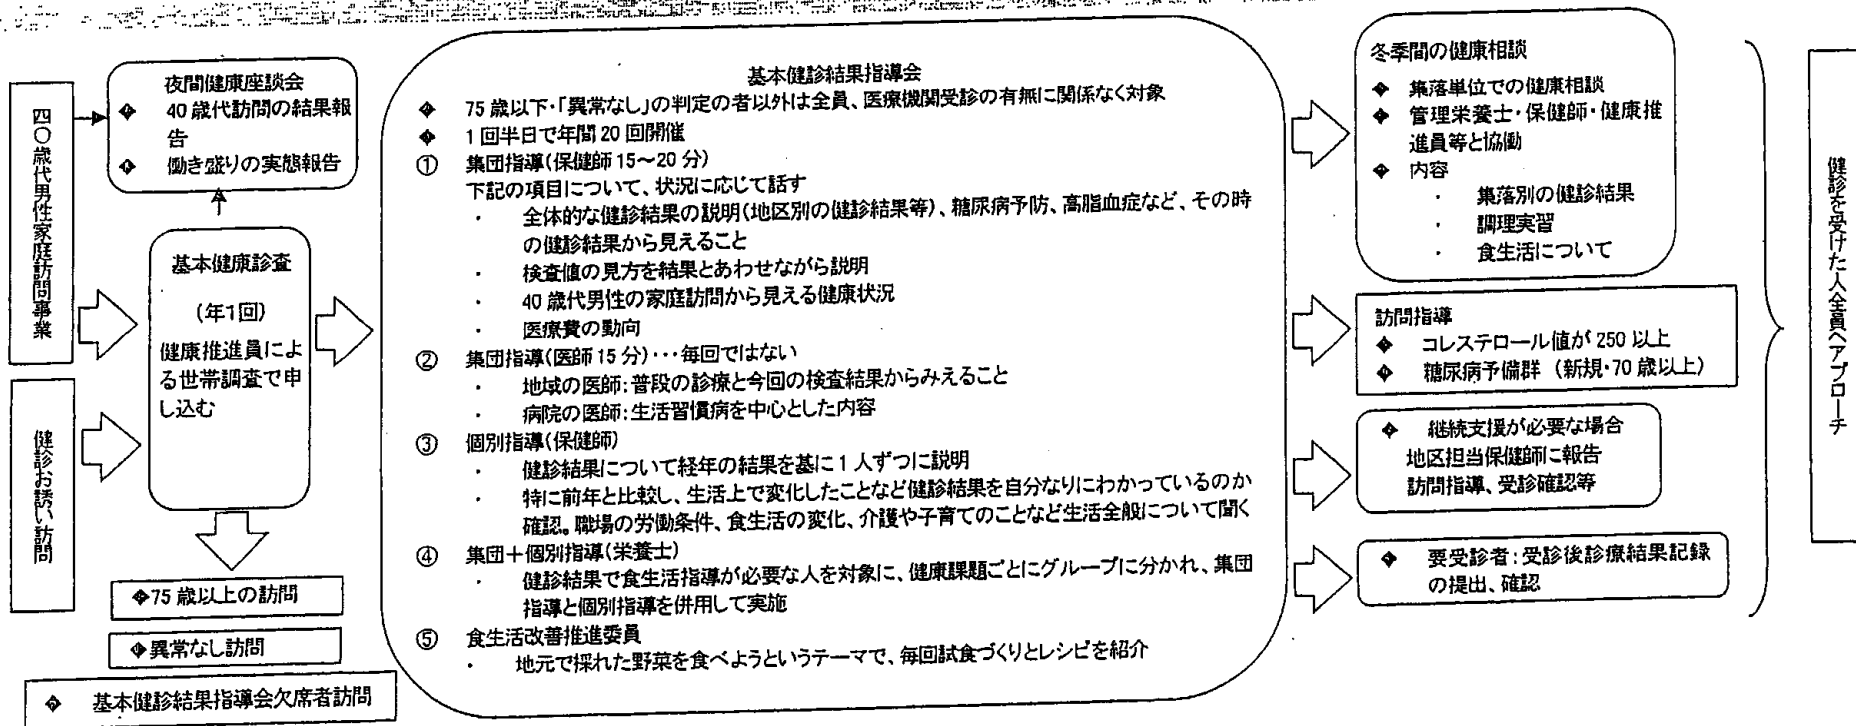 四〇歳代男性家庭訪問事業
健診お誘い訪問
夜間健康座談会
◆ 40歳代訪問の結果報
告
◆ 働き盛りの実態報告
基本健康診査
(年1回)
健康推進員によ
る世帯調査で申
し込む
◆75歳以上の訪問
◆異常なし訪問
◆ 基本健診結果指導会欠席者訪問
基本健診結果指導会
◆ 75歳以下・「異常なし」の判定の者以外は全員、医療機関受診の有無に関係なく対象
◆ 1回半日で年間20回開催
① 集団指導(保健師15～20分)
下記の項目について、状況に応じて話す
・ 全体的な健診結果の説明(地区別の健診結果等)、糖尿病予防、高脂血症など、その時
の健診結果から見えること
・ 検査値の見方を結果とあわせながら説明
・ 40歳代男性の家庭訪問から見える健康状況
・ 医療費の動向
② 集団指導(医師15分)・・・毎回ではない
・ 地域の医師:普段の診療と今回の検査結果からみえること
・ 病院の医師:生活習慣病を中心とした内容
③ 個別指導(保健師)
・ 健診結果について経年の結果を基に1人ずつに説明
・ 特に前年と比較し、生活上で変化したことなど健診結果を自分なりにわかっているのか
確認。職場の労働条件、食生活の変化、介護や子育てのことなど生活全般について聞く
④ 集団＋個別指導(栄養士)
・ 健診結果で食生活指導が必要な人を対象に、健康課題ごとにグループに分かれ、集団
指導と個別指導を併用して実施
⑤ 食生活改善推進委員
・ 地元で採れた野菜を食べようというテーマで、毎回試食づくりとレシピを紹介
冬季間の健康相談
◆ 集落単位での健康相談
◆ 管理栄養士・保健師・健康推
進員等と協働
◆ 内容
・ 集落別の健診結果
・ 調理実習
・ 食生活について
訪問指導
◆ コレステロール値が250以上
◆ 糖尿病予備群 (新規・70歳以上)
◆ 継続支援が必要な場合
地区担当保健師に報告
訪問指導、受診確認等
◆ 要受診者:受診後診療結果記録
の提出、確認
健診を受けた人全員へアプローチ